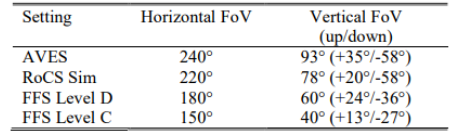 Setting Horizontal FoV Vertical FoV
(up/down)
AVES 240° 93° (+35°/-58°)
RoCS Sim 220° 78° (+20°/-58°)
FFS Level D 180° 60° (+24°/-36°)
FFS Level C 150° 40° (+13°/-27°)